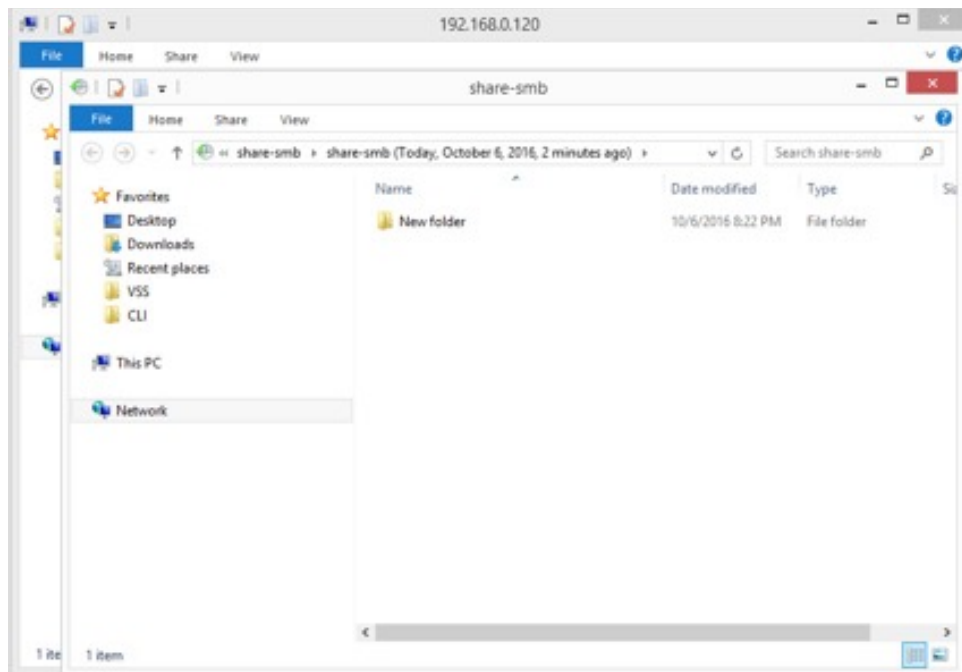 192.168.0.120
File Home Share View
share-smb
File Home Share View
« share-smb › share-smb (Today, October 6, 2016, 2 minutes ago) › Search share-smb
Name Date modified Type
Favorites
New folder 10/6/2016 8:22 PM File folder
Desktop
Downloads
Recent places
VSS
CLI
This PC
Network
1 ite 1 item